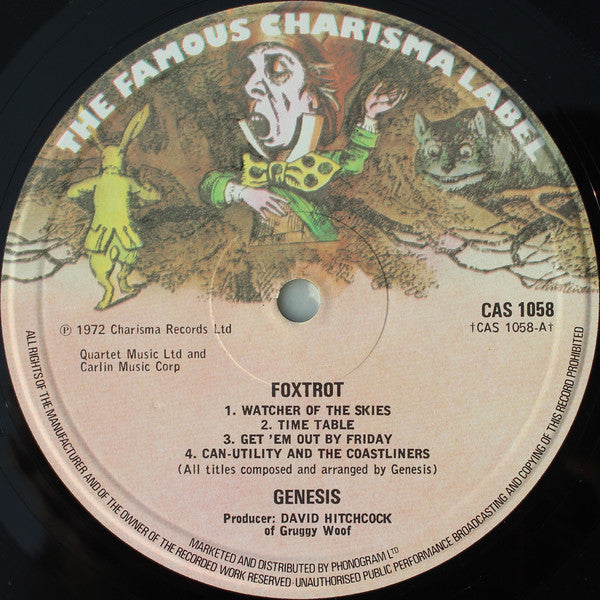 THE FAMOUS CHARISMA LABEL
CAS 1058
†CAS 1058-A†
℗ 1972 Charisma Records Ltd
Quartet Music Ltd and
Carlin Music Corp
FOXTROT
1. WATCHER OF THE SKIES
2. TIME TABLE
3. GET 'EM OUT BY FRIDAY
4. CAN-UTILITY AND THE COASTLINERS
(All titles composed and arranged by Genesis)
GENESIS
Producer: DAVID HITCHCOCK
of Gruggy Woof
MARKETED AND DISTRIBUTED BY PHONOGRAM LTD
ALL RIGHTS OF THE MANUFACTURER AND OF THE OWNER OF THE RECORDED WORK RESERVED·UNAUTHORISED PUBLIC PERFORMANCE BROADCASTING AND COPYING OF THIS RECORD PROHIBITED